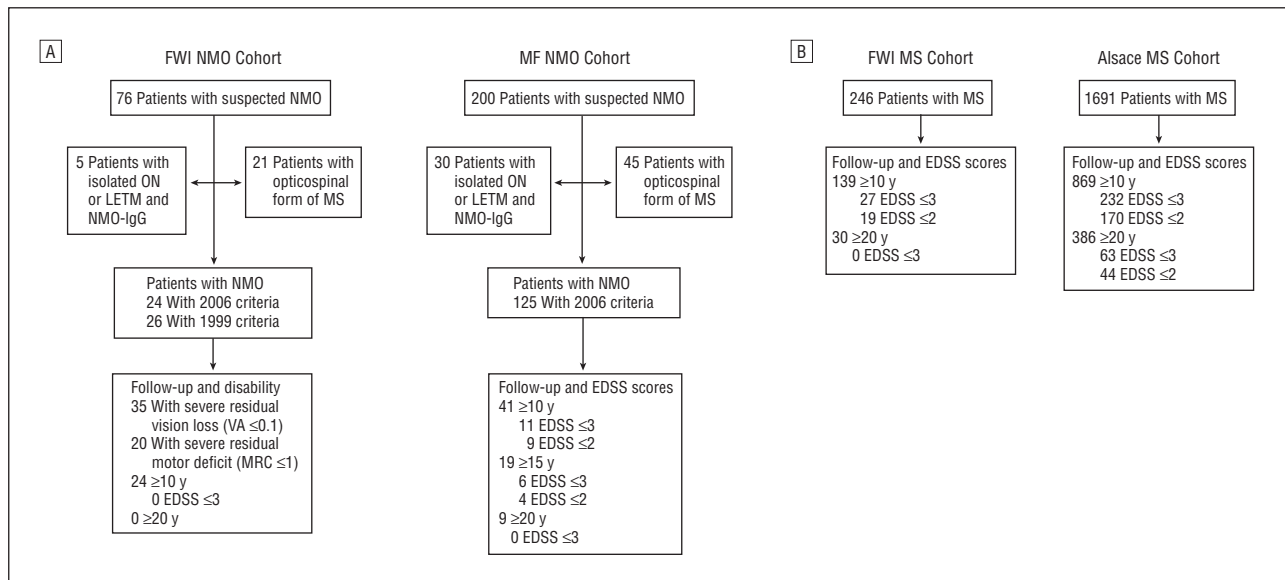 A
FWI NMO Cohort
76 Patients with suspected NMO
5 Patients with
isolated ON
or LETM and
NMO-IgG
21 Patients with
opticospinal
form of MS
Patients with NMO
24 With 2006 criteria
26 With 1999 criteria
Follow-up and disability
35 With severe residual
vision loss (VA ≤0.1)
20 With severe residual
motor deficit (MRC ≤1)
24 ≥10 y
0 EDSS ≤3
0 ≥20 y
MF NMO Cohort
200 Patients with suspected NMO
30 Patients with
isolated ON
or LETM and
NMO-IgG
45 Patients with
opticospinal
form of MS
Patients with NMO
125 With 2006 criteria
Follow-up and EDSS scores
41 ≥10 y
11 EDSS ≤3
9 EDSS ≤2
19 ≥15 y
6 EDSS ≤3
4 EDSS ≤2
9 ≥20 y
0 EDSS ≤3
B
FWI MS Cohort
246 Patients with MS
Follow-up and EDSS scores
139 ≥10 y
27 EDSS ≤3
19 EDSS ≤2
30 ≥20 y
0 EDSS ≤3
Alsace MS Cohort
1691 Patients with MS
Follow-up and EDSS scores
869 ≥10 y
232 EDSS ≤3
170 EDSS ≤2
386 ≥20 y
63 EDSS ≤3
44 EDSS ≤2